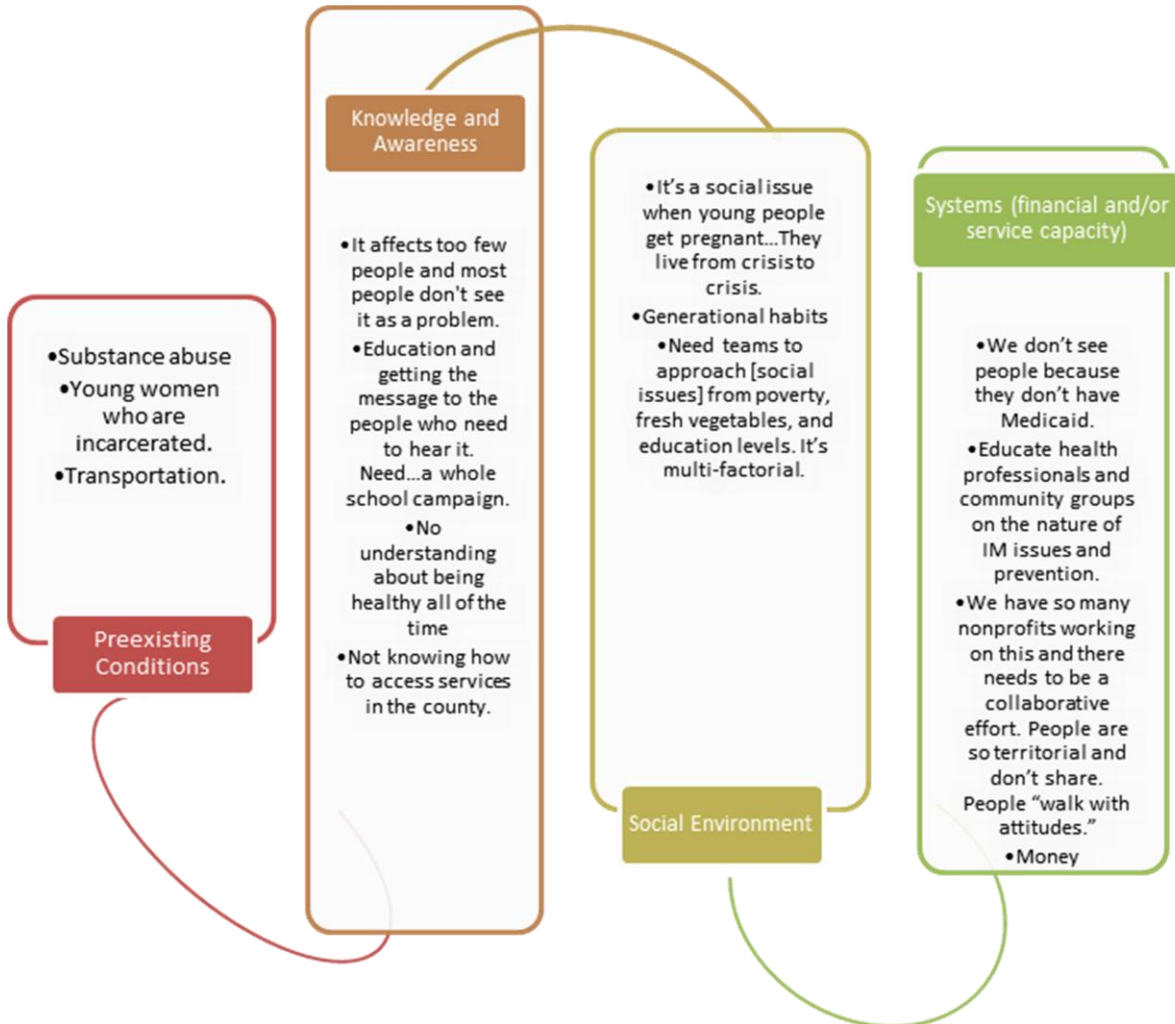 •Substance abuse
•Young women
who are
incarcerated.
•Transportation.
Preexisting
Conditions
Knowledge and
Awareness
•It affects too few
people and most
people don't see
it as a problem.
•Education and
getting the
message to the
people who need
to hear it.
Need...a whole
school campaign.
•No
understanding
about being
healthy all of the
time
•Not knowing how
to access services
in the county.
•It’s a social issue
when young people
get pregnant...They
live from crisis to
crisis.
•Generational habits
•Need teams to
approach [social
issues] from poverty,
fresh vegetables, and
education levels. It’s
multi-factorial.
Social Environment
Systems (financial and/or
service capacity)
•We don’t see
people because
they don’t have
Medicaid.
•Educate health
professionals and
community groups
on the nature of
IM issues and
prevention.
•We have so many
nonprofits working
on this and there
needs to be a
collaborative
effort. People are
so territorial and
don’t share.
People “walk with
attitudes.”
•Money